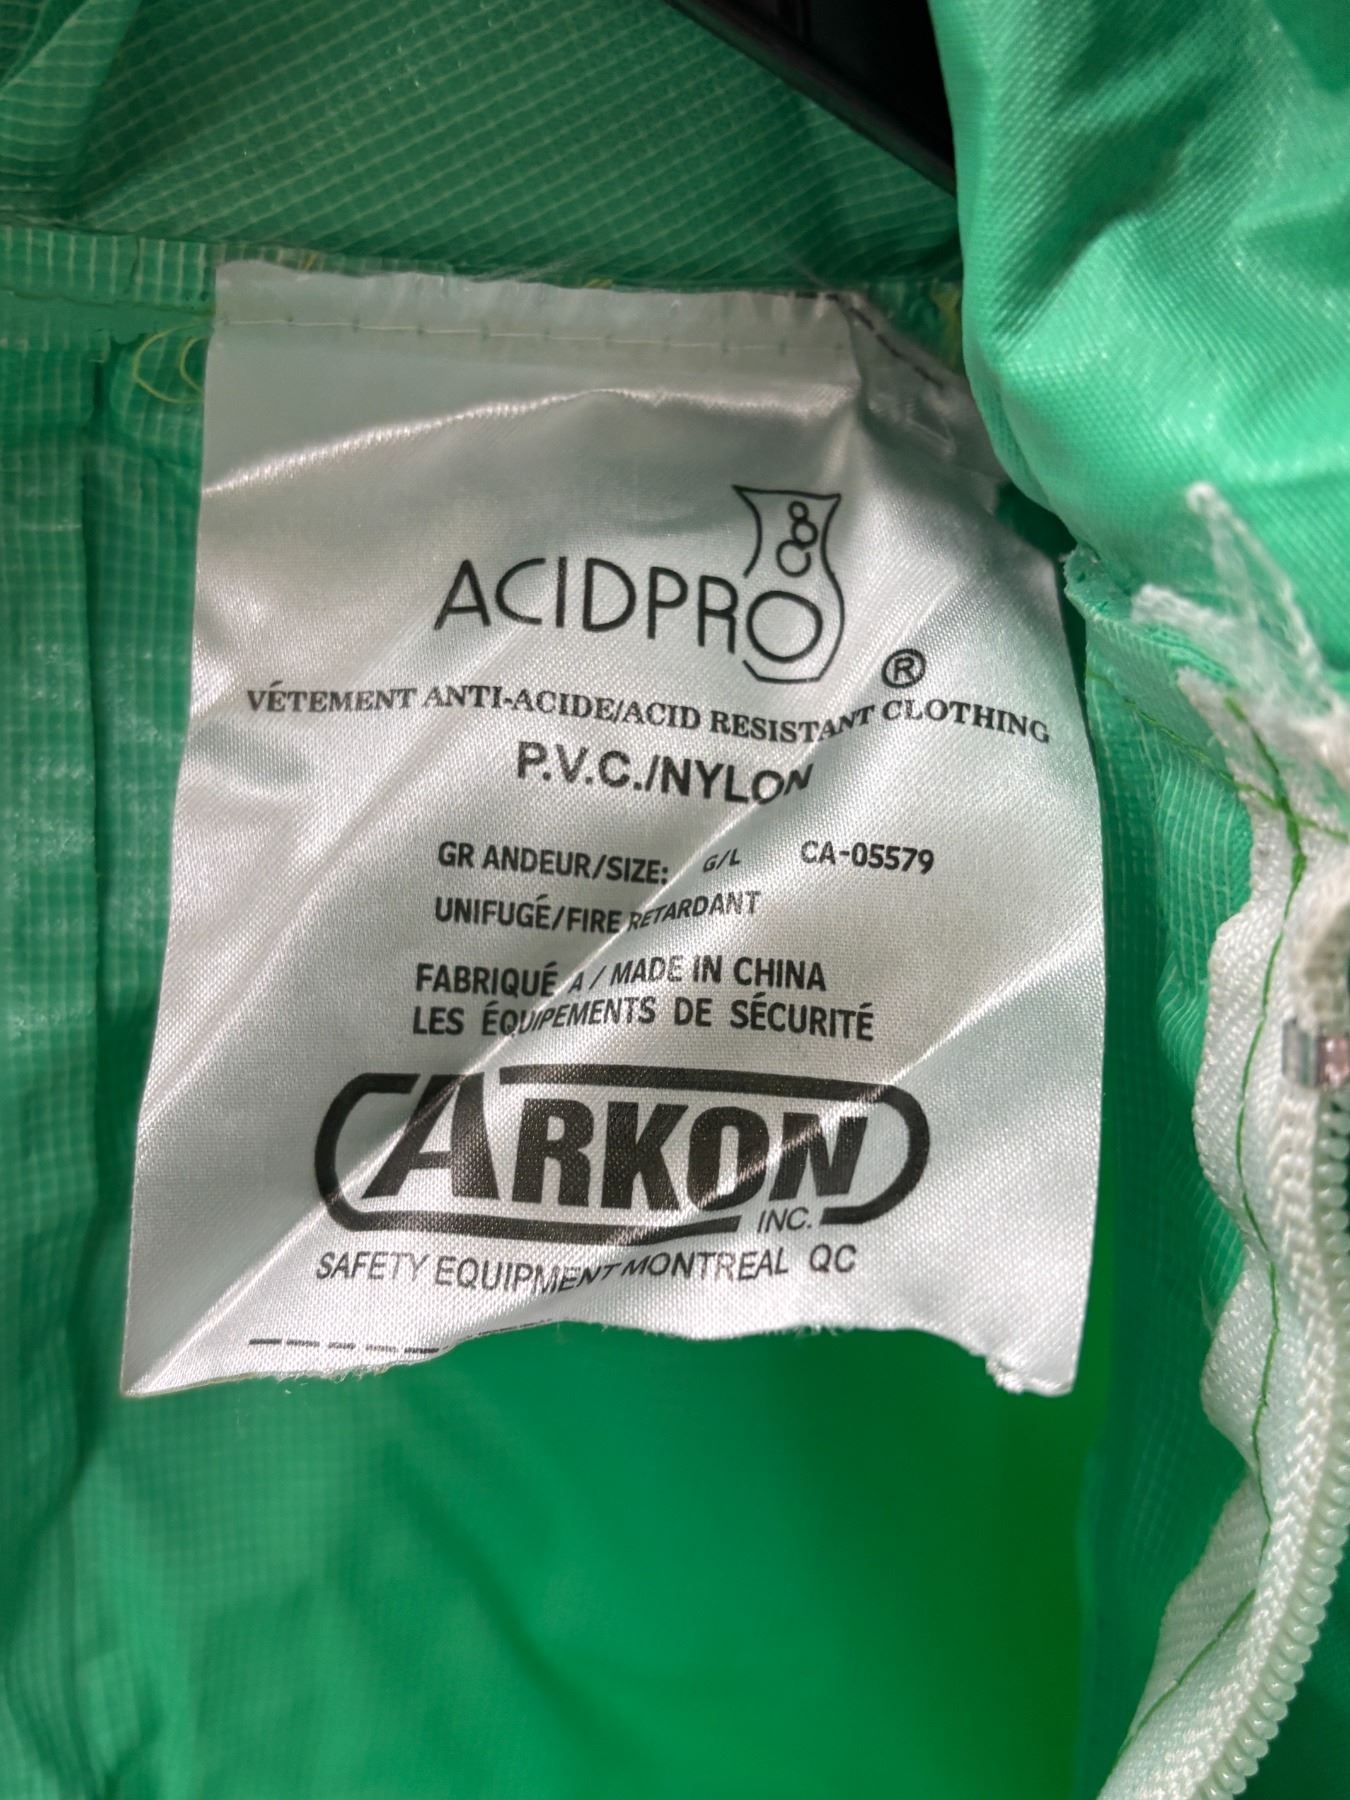 ACIDPRO
®
VÉTEMENT ANTI-ACIDE/ACID RESISTANT CLOTHING
P.V.C./NYLON
GR ANDEUR/SIZE: G/L CA-05579
UNIFUGÉ/FIRE RETARDANT
FABRIQUÉ A / MADE IN CHINA
LES ÉQUIPEMENTS DE SÉCURITÉ
ARKON
INC.
SAFETY EQUIPMENT MONTREAL QC